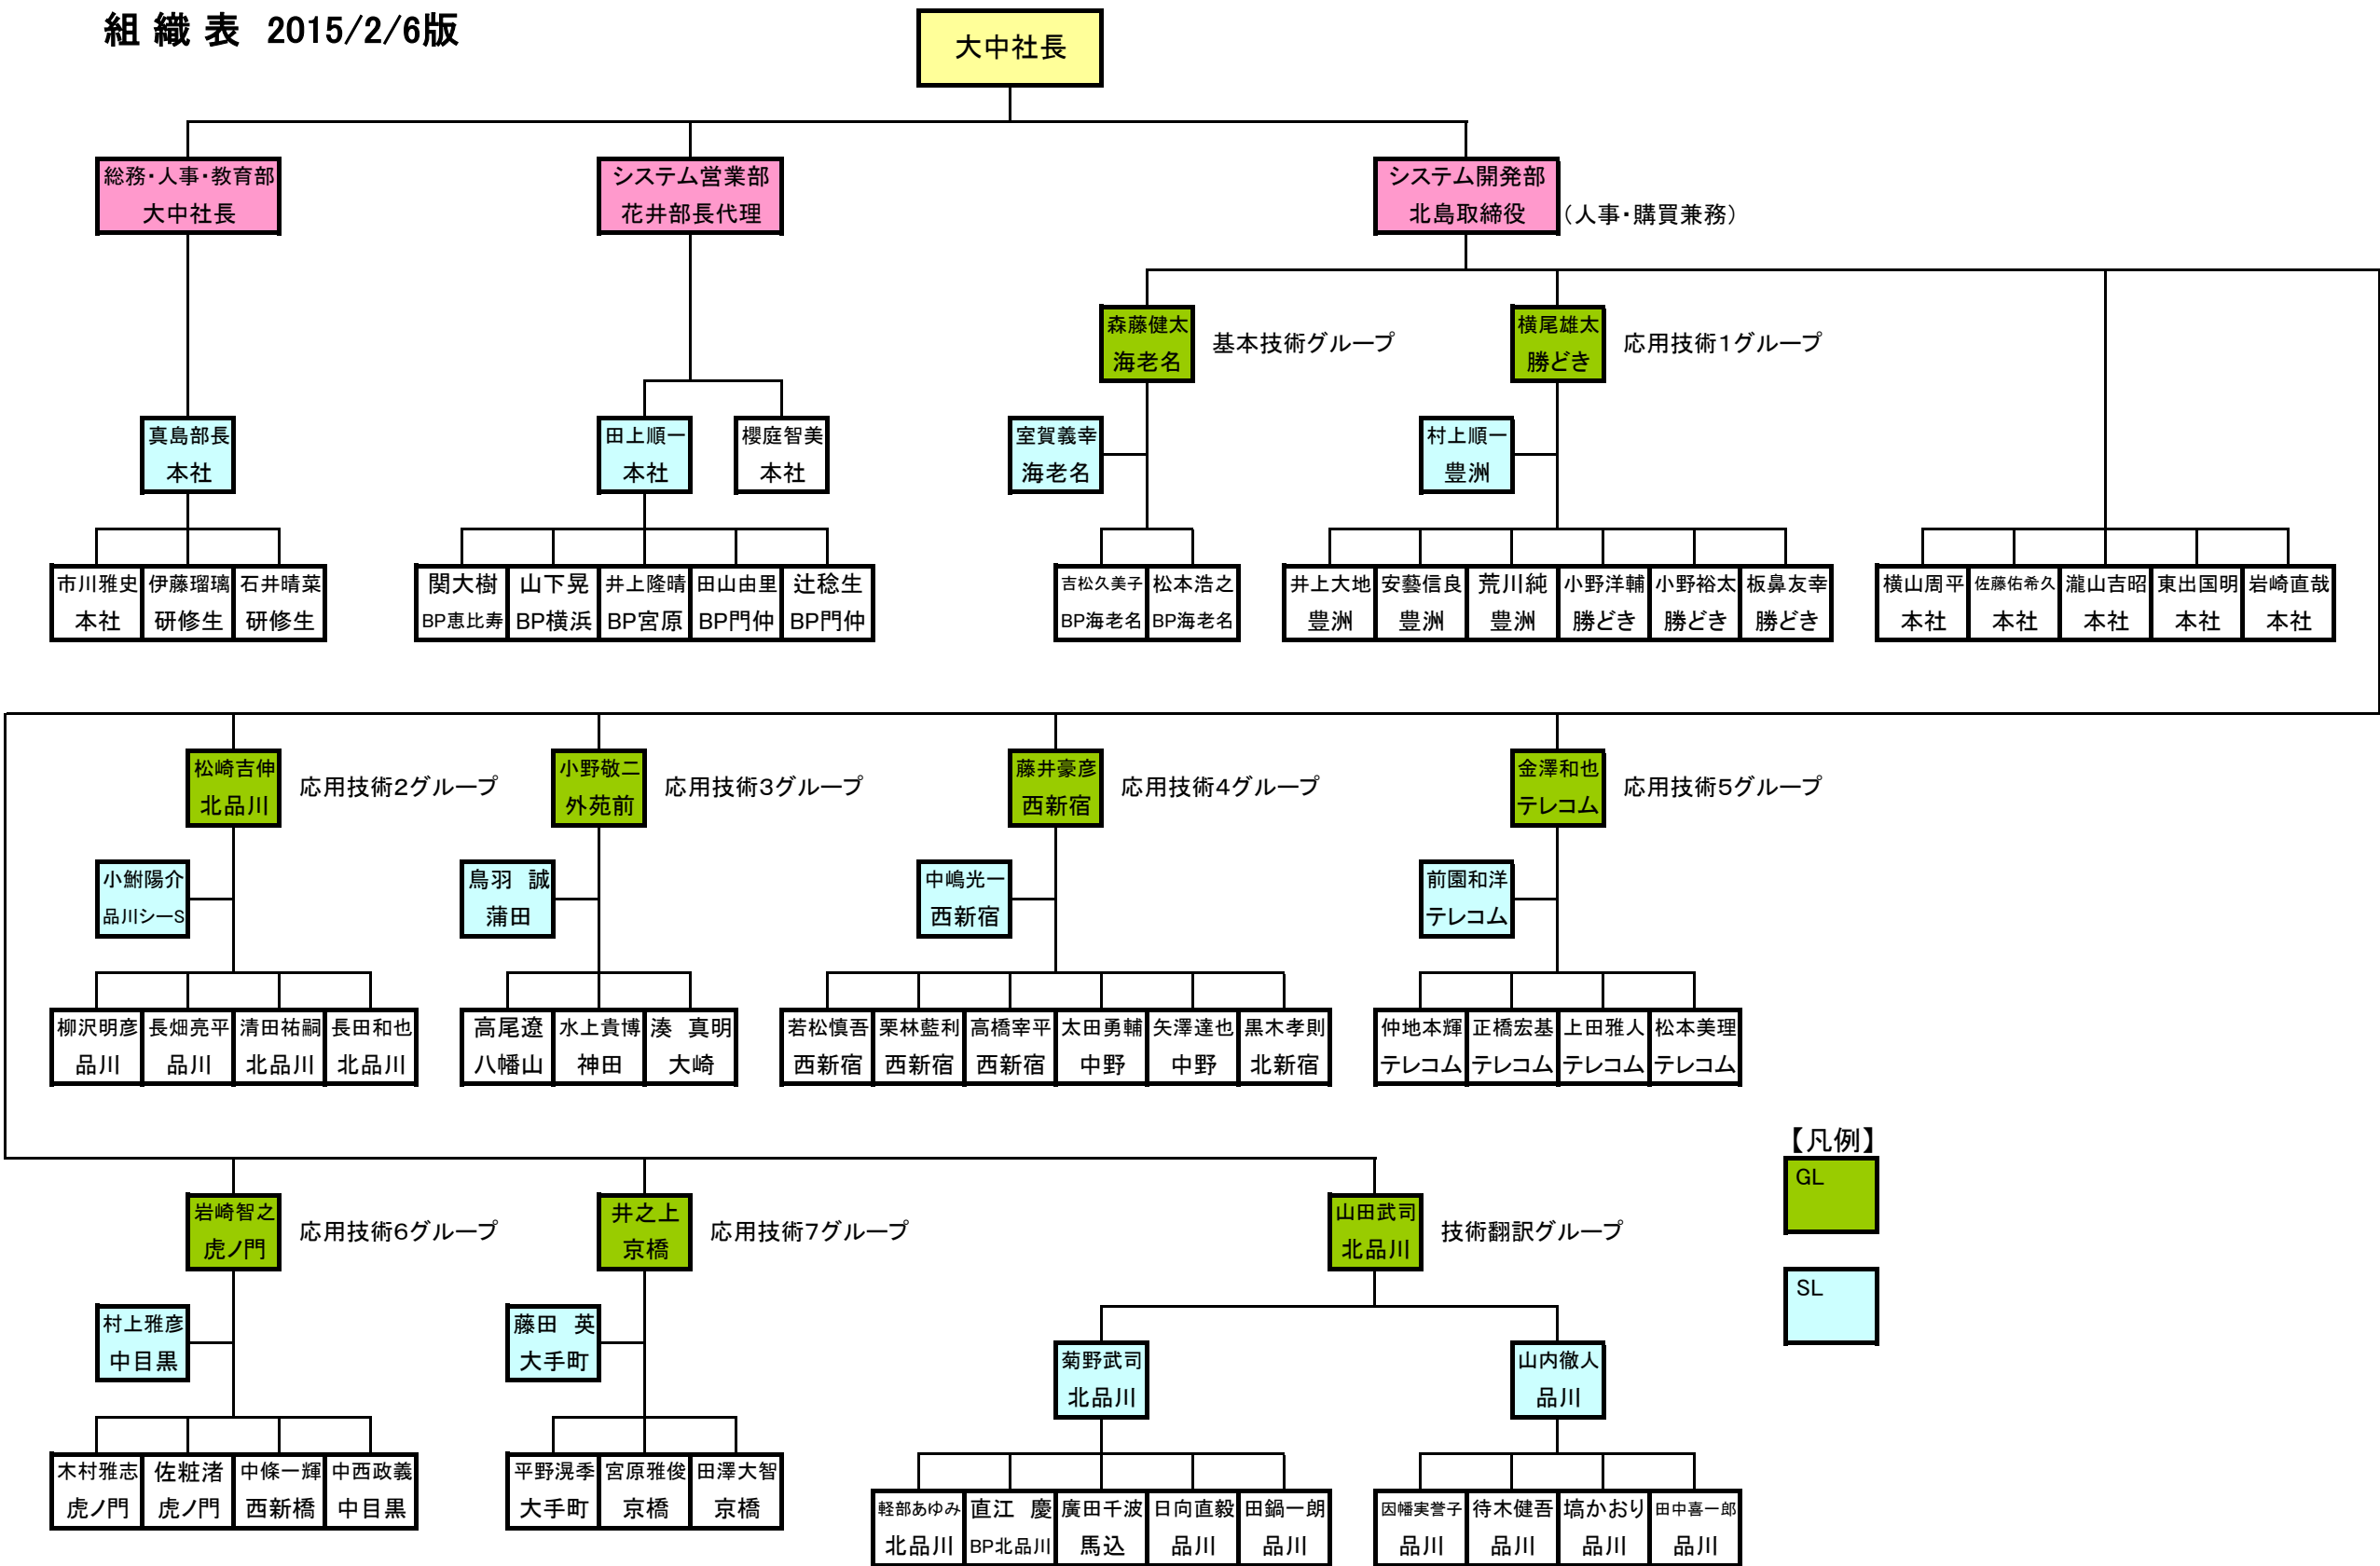 組 織 表 2015/2/6版
大中社長
総務・人事・教育部
大中社長
システム営業部
花井部長代理
システム開発部
北島取締役
（人事・購買兼務）
森藤健太
海老名
基本技術グループ
横尾雄太
勝どき
応用技術1グループ
真島部長
本社
田上順一
本社
櫻庭智美
本社
室賀義幸
海老名
村上順一
豊洲
市川雅史
本社
伊藤瑠璃
研修生
石井晴菜
研修生
関大樹
BP恵比寿
山下晃
BP横浜
井上隆晴
BP宮原
田山由里
BP門仲
辻稔生
BP門仲
吉松久美子
BP海老名
松本浩之
BP海老名
井上大地
豊洲
安藝信良
豊洲
荒川純
豊洲
小野洋輔
勝どき
小野裕太
勝どき
板鼻友幸
勝どき
横山周平
本社
佐藤佑希久
本社
瀧山吉昭
本社
東出国明
本社
岩崎直哉
本社
松崎吉伸
北品川
応用技術2グループ
小野敬二
外苑前
応用技術3グループ
藤井豪彦
西新宿
応用技術4グループ
金澤和也
テレコム
応用技術5グループ
小鮒陽介
品川シーS
鳥羽　誠
蒲田
中嶋光一
西新宿
前園和洋
テレコム
柳沢明彦
品川
長畑亮平
品川
清田祐嗣
北品川
長田和也
北品川
高尾遼
八幡山
水上貴博
神田
湊　真明
大崎
若松慎吾
西新宿
栗林藍利
西新宿
高橋宰平
西新宿
太田勇輔
中野
矢澤達也
中野
黒木孝則
北新宿
仲地本輝
テレコム
正橋宏基
テレコム
上田雅人
テレコム
松本美理
テレコム
【凡例】
GL
SL
岩崎智之
虎ノ門
応用技術6グループ
井之上
京橋
応用技術7グループ
山田武司
北品川
技術翻訳グループ
村上雅彦
中目黒
藤田　英
大手町
菊野武司
北品川
山内徹人
品川
木村雅志
虎ノ門
佐粧渚
虎ノ門
中條一輝
西新橋
中西政義
中目黒
平野滉季
大手町
宮原雅俊
京橋
田澤大智
京橋
軽部あゆみ
北品川
直江　慶
BP北品川
廣田千波
馬込
日向直毅
品川
田鍋一朗
品川
因幡実誉子
品川
待木健吾
品川
塙かおり
品川
田中喜一郎
品川